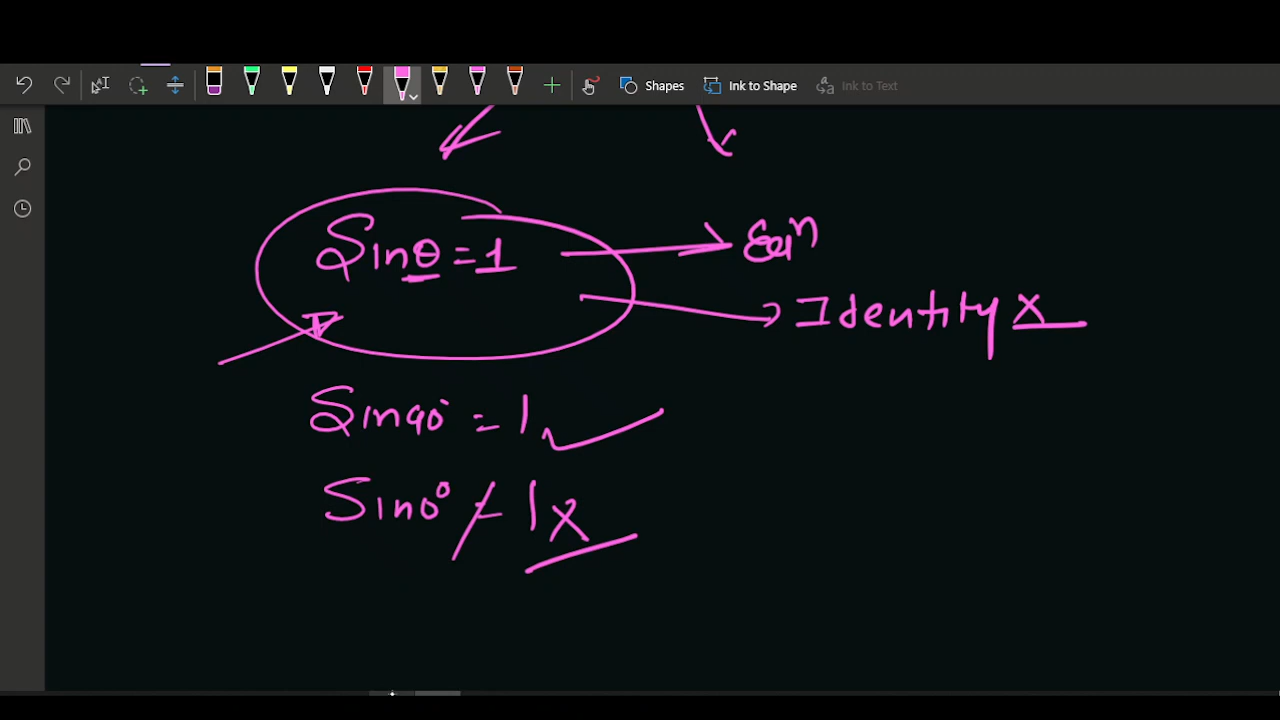 Shapes
Ink to Shape
Ink to Text
Sinθ = 1
Eqⁿ
Identity x
Sin90° = 1
Sin0° ≠ 1 x